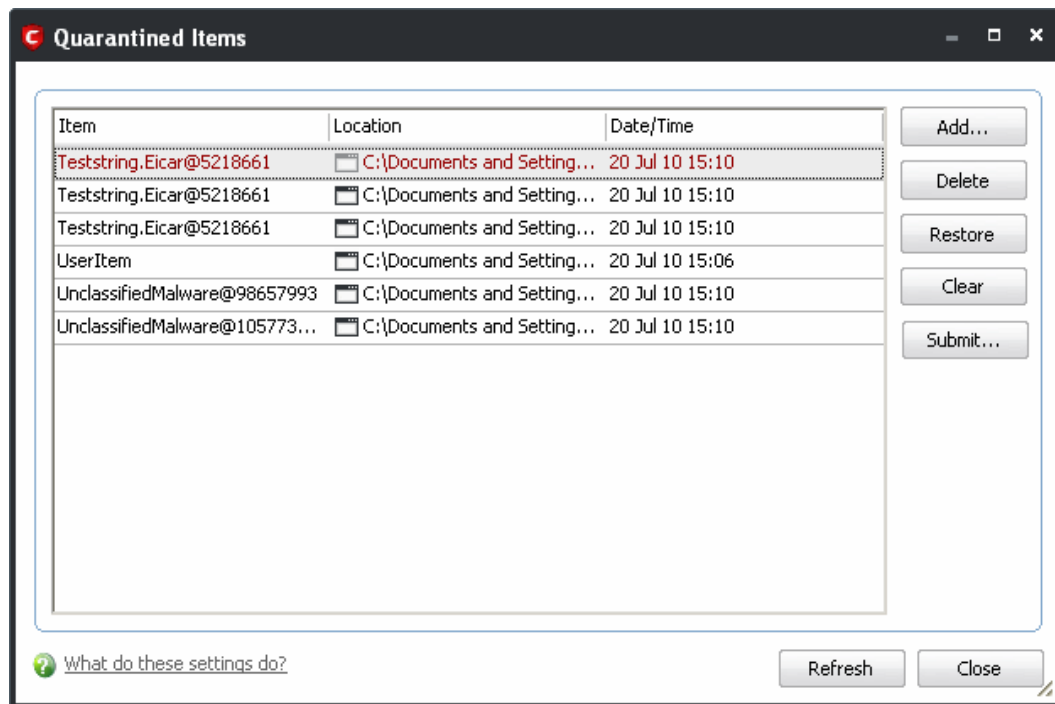 Quarantined Items
Item Location Date/Time
Teststring.Eicar@5218661 C:\Documents and Setting... 20 Jul 10 15:10
Teststring.Eicar@5218661 C:\Documents and Setting... 20 Jul 10 15:10
Teststring.Eicar@5218661 C:\Documents and Setting... 20 Jul 10 15:10
UserItem C:\Documents and Setting... 20 Jul 10 15:06
UnclassifiedMalware@98657993 C:\Documents and Setting... 20 Jul 10 15:10
UnclassifiedMalware@105773... C:\Documents and Setting... 20 Jul 10 15:10
Add...
Delete
Restore
Clear
Submit...
What do these settings do?
Refresh
Close